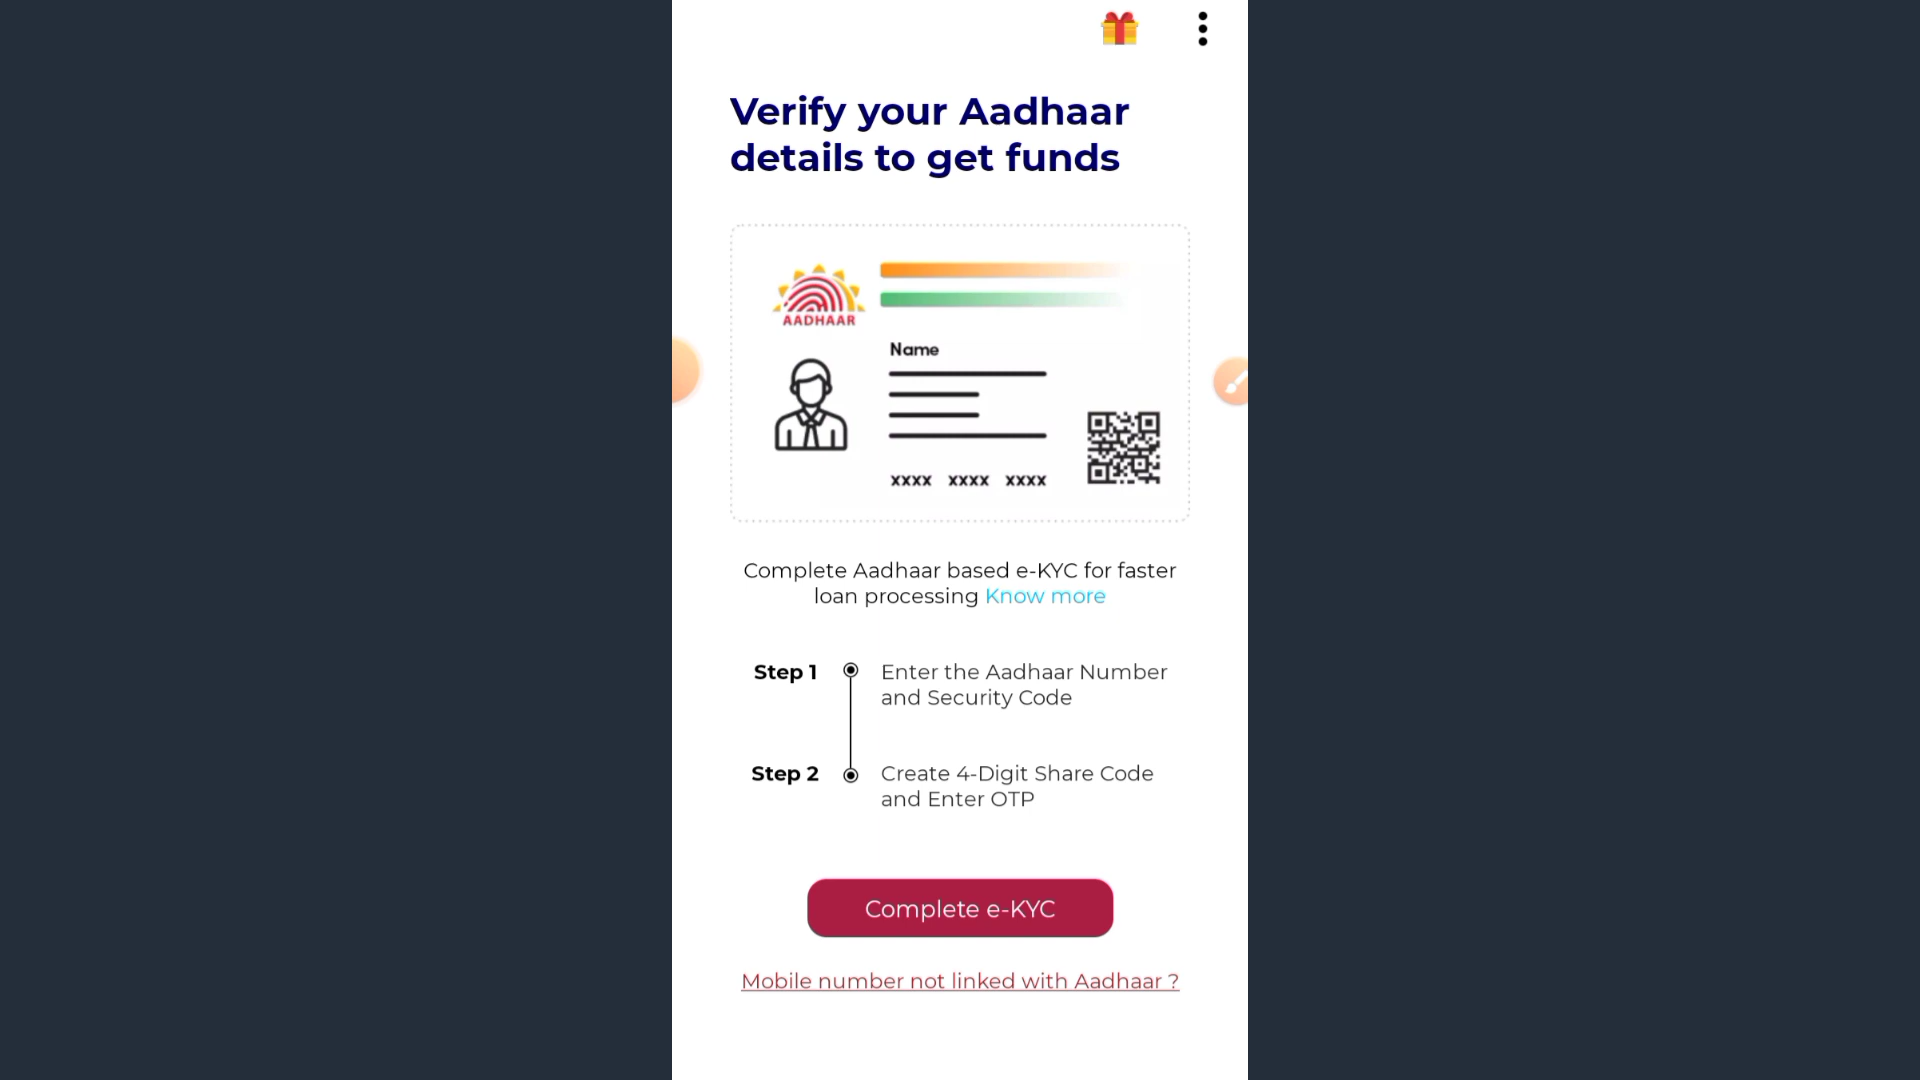 Verify your Aadhaar
details to get funds
AADHAAR
Name
xxxx xxxx xxxx
Complete Aadhaar based e-KYC for faster
loan processing Know more
Step 1
Enter the Aadhaar Number
and Security Code
Step 2
Create 4-Digit Share Code
and Enter OTP
Complete e-KYC
Mobile number not linked with Aadhaar ?